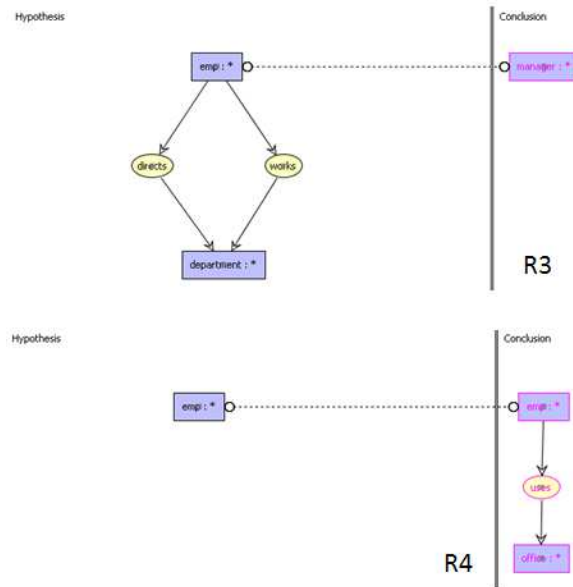 Hypothesis
Conclusion
emp : *
manager : *
directs
works
department : *
R3
Hypothesis
Conclusion
emp : *
emp : *
uses
office : *
R4